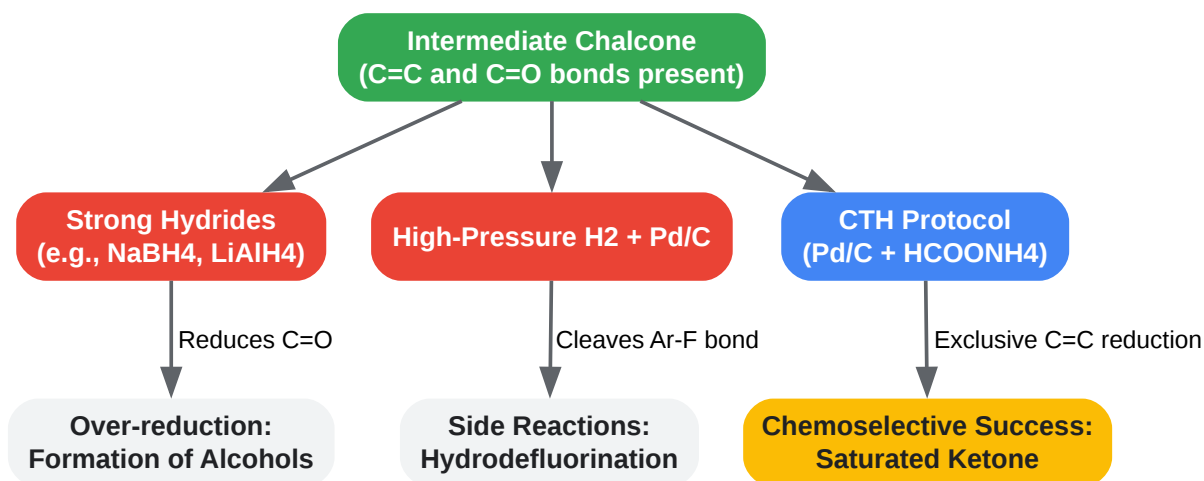 Intermediate Chalcone
(C=C and C=O bonds present)
Strong Hydrides
(e.g., NaBH4, LiAlH4)
High-Pressure H2 + Pd/C
CTH Protocol
(Pd/C + HCOONH4)
Reduces C=O
Cleaves Ar-F bond
Exclusive C=C reduction
Over-reduction:
Formation of Alcohols
Side Reactions:
Hydrodefluorination
Chemoselective Success:
Saturated Ketone